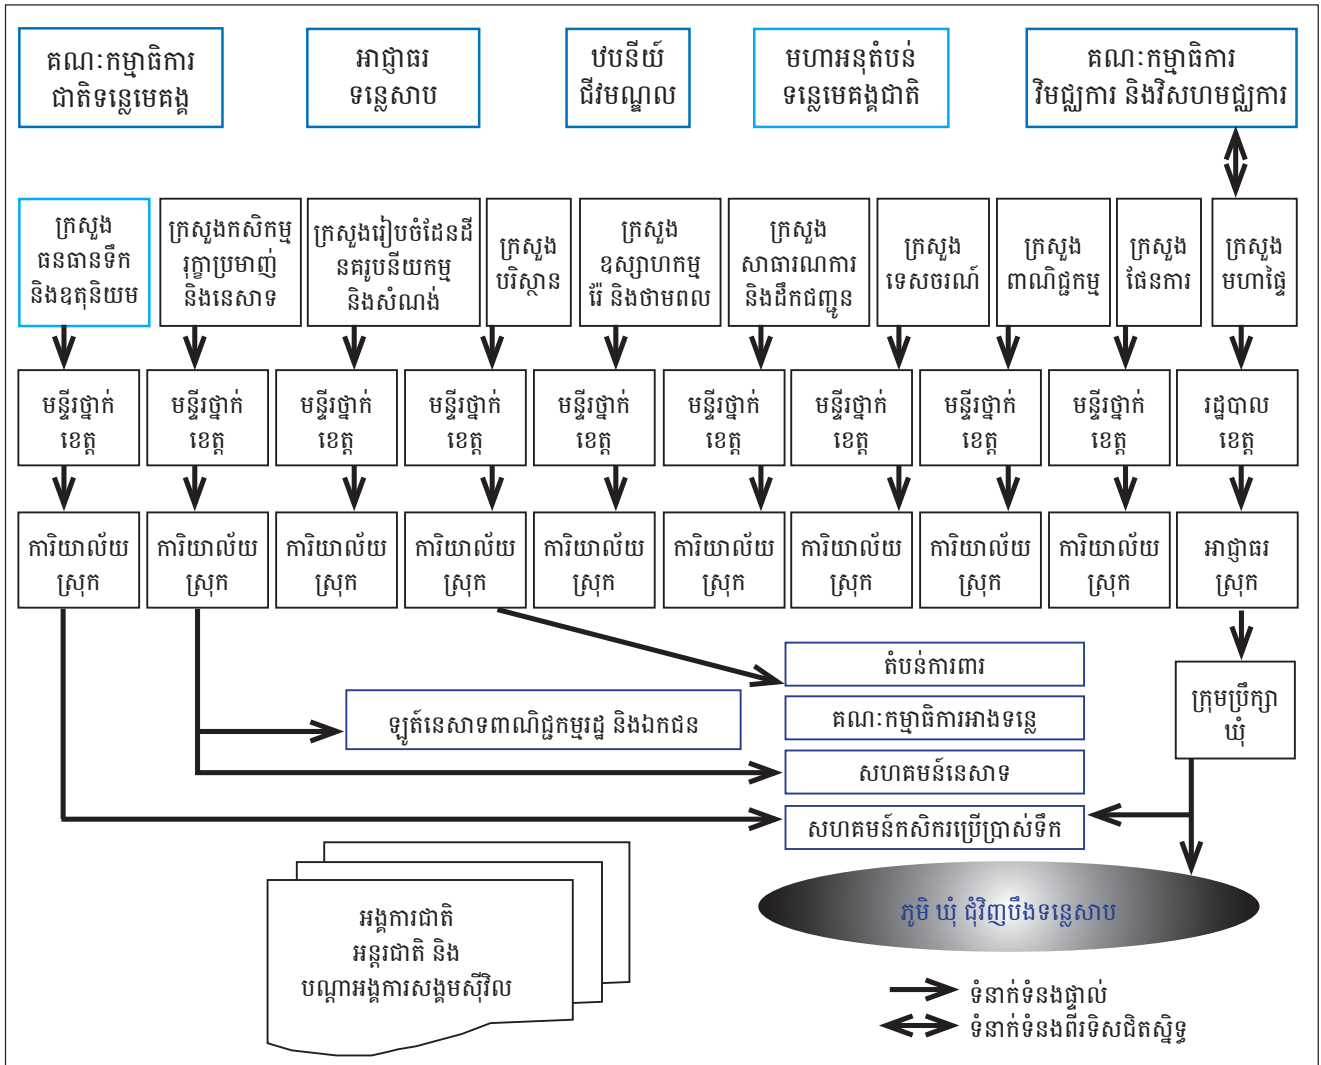 គណៈកម្មាធិការ
ជាតិទន្លេមេគង្គ
អាជ្ញាធរ
ទន្លេសាប
ឋបនីយ៍
ជីវមណ្ឌល
មហាអនុតំបន់
ទន្លេមេគង្គជាតិ
គណៈកម្មាធិការ
វិមជ្ឈការ និងវិសហមជ្ឈការ
ក្រសួង
ធនធានទឹក
និងឧតុនិយម
ក្រសួងកសិកម្ម
រុក្ខាប្រមាញ់
និងនេសាទ
ក្រសួងរៀបចំដែនដី
នគរូបនីយកម្ម
និងសំណង់
ក្រសួង
បរិស្ថាន
ក្រសួង
ឧស្សាហកម្ម
រ៉ែ និងថាមពល
ក្រសួង
សាធារណការ
និងដឹកជញ្ជូន
ក្រសួង
ទេសចរណ៍
ក្រសួង
ពាណិជ្ជកម្ម
ក្រសួង
ផែនការ
ក្រសួង
មហាផ្ទៃ
មន្ទីរថ្នាក់
ខេត្ត
មន្ទីរថ្នាក់
ខេត្ត
មន្ទីរថ្នាក់
ខេត្ត
មន្ទីរថ្នាក់
ខេត្ត
មន្ទីរថ្នាក់
ខេត្ត
មន្ទីរថ្នាក់
ខេត្ត
មន្ទីរថ្នាក់
ខេត្ត
មន្ទីរថ្នាក់
ខេត្ត
មន្ទីរថ្នាក់
ខេត្ត
រដ្ឋបាល
ខេត្ត
ការិយាល័យ
ស្រុក
ការិយាល័យ
ស្រុក
ការិយាល័យ
ស្រុក
ការិយាល័យ
ស្រុក
ការិយាល័យ
ស្រុក
ការិយាល័យ
ស្រុក
ការិយាល័យ
ស្រុក
ការិយាល័យ
ស្រុក
ការិយាល័យ
ស្រុក
អាជ្ញាធរ
ស្រុក
តំបន់ការពារ
ក្រុមប្រឹក្សា
ឃុំ
ឡូត៍នេសាទពាណិជ្ជកម្មរដ្ឋ និងឯកជន
គណៈកម្មាធិការអាងទន្លេ
សហគមន៍នេសាទ
សហគមន៍កសិករប្រើប្រាស់ទឹក
ភូមិ ឃុំ ជុំវិញបឹងទន្លេសាប
អង្គការជាតិ
អន្តរជាតិ និង
បណ្តាអង្គការសង្គមស៊ីវិល
ទំនាក់ទំនងផ្ទាល់
ទំនាក់ទំនងពីរទិសជិតស្និទ្ធ